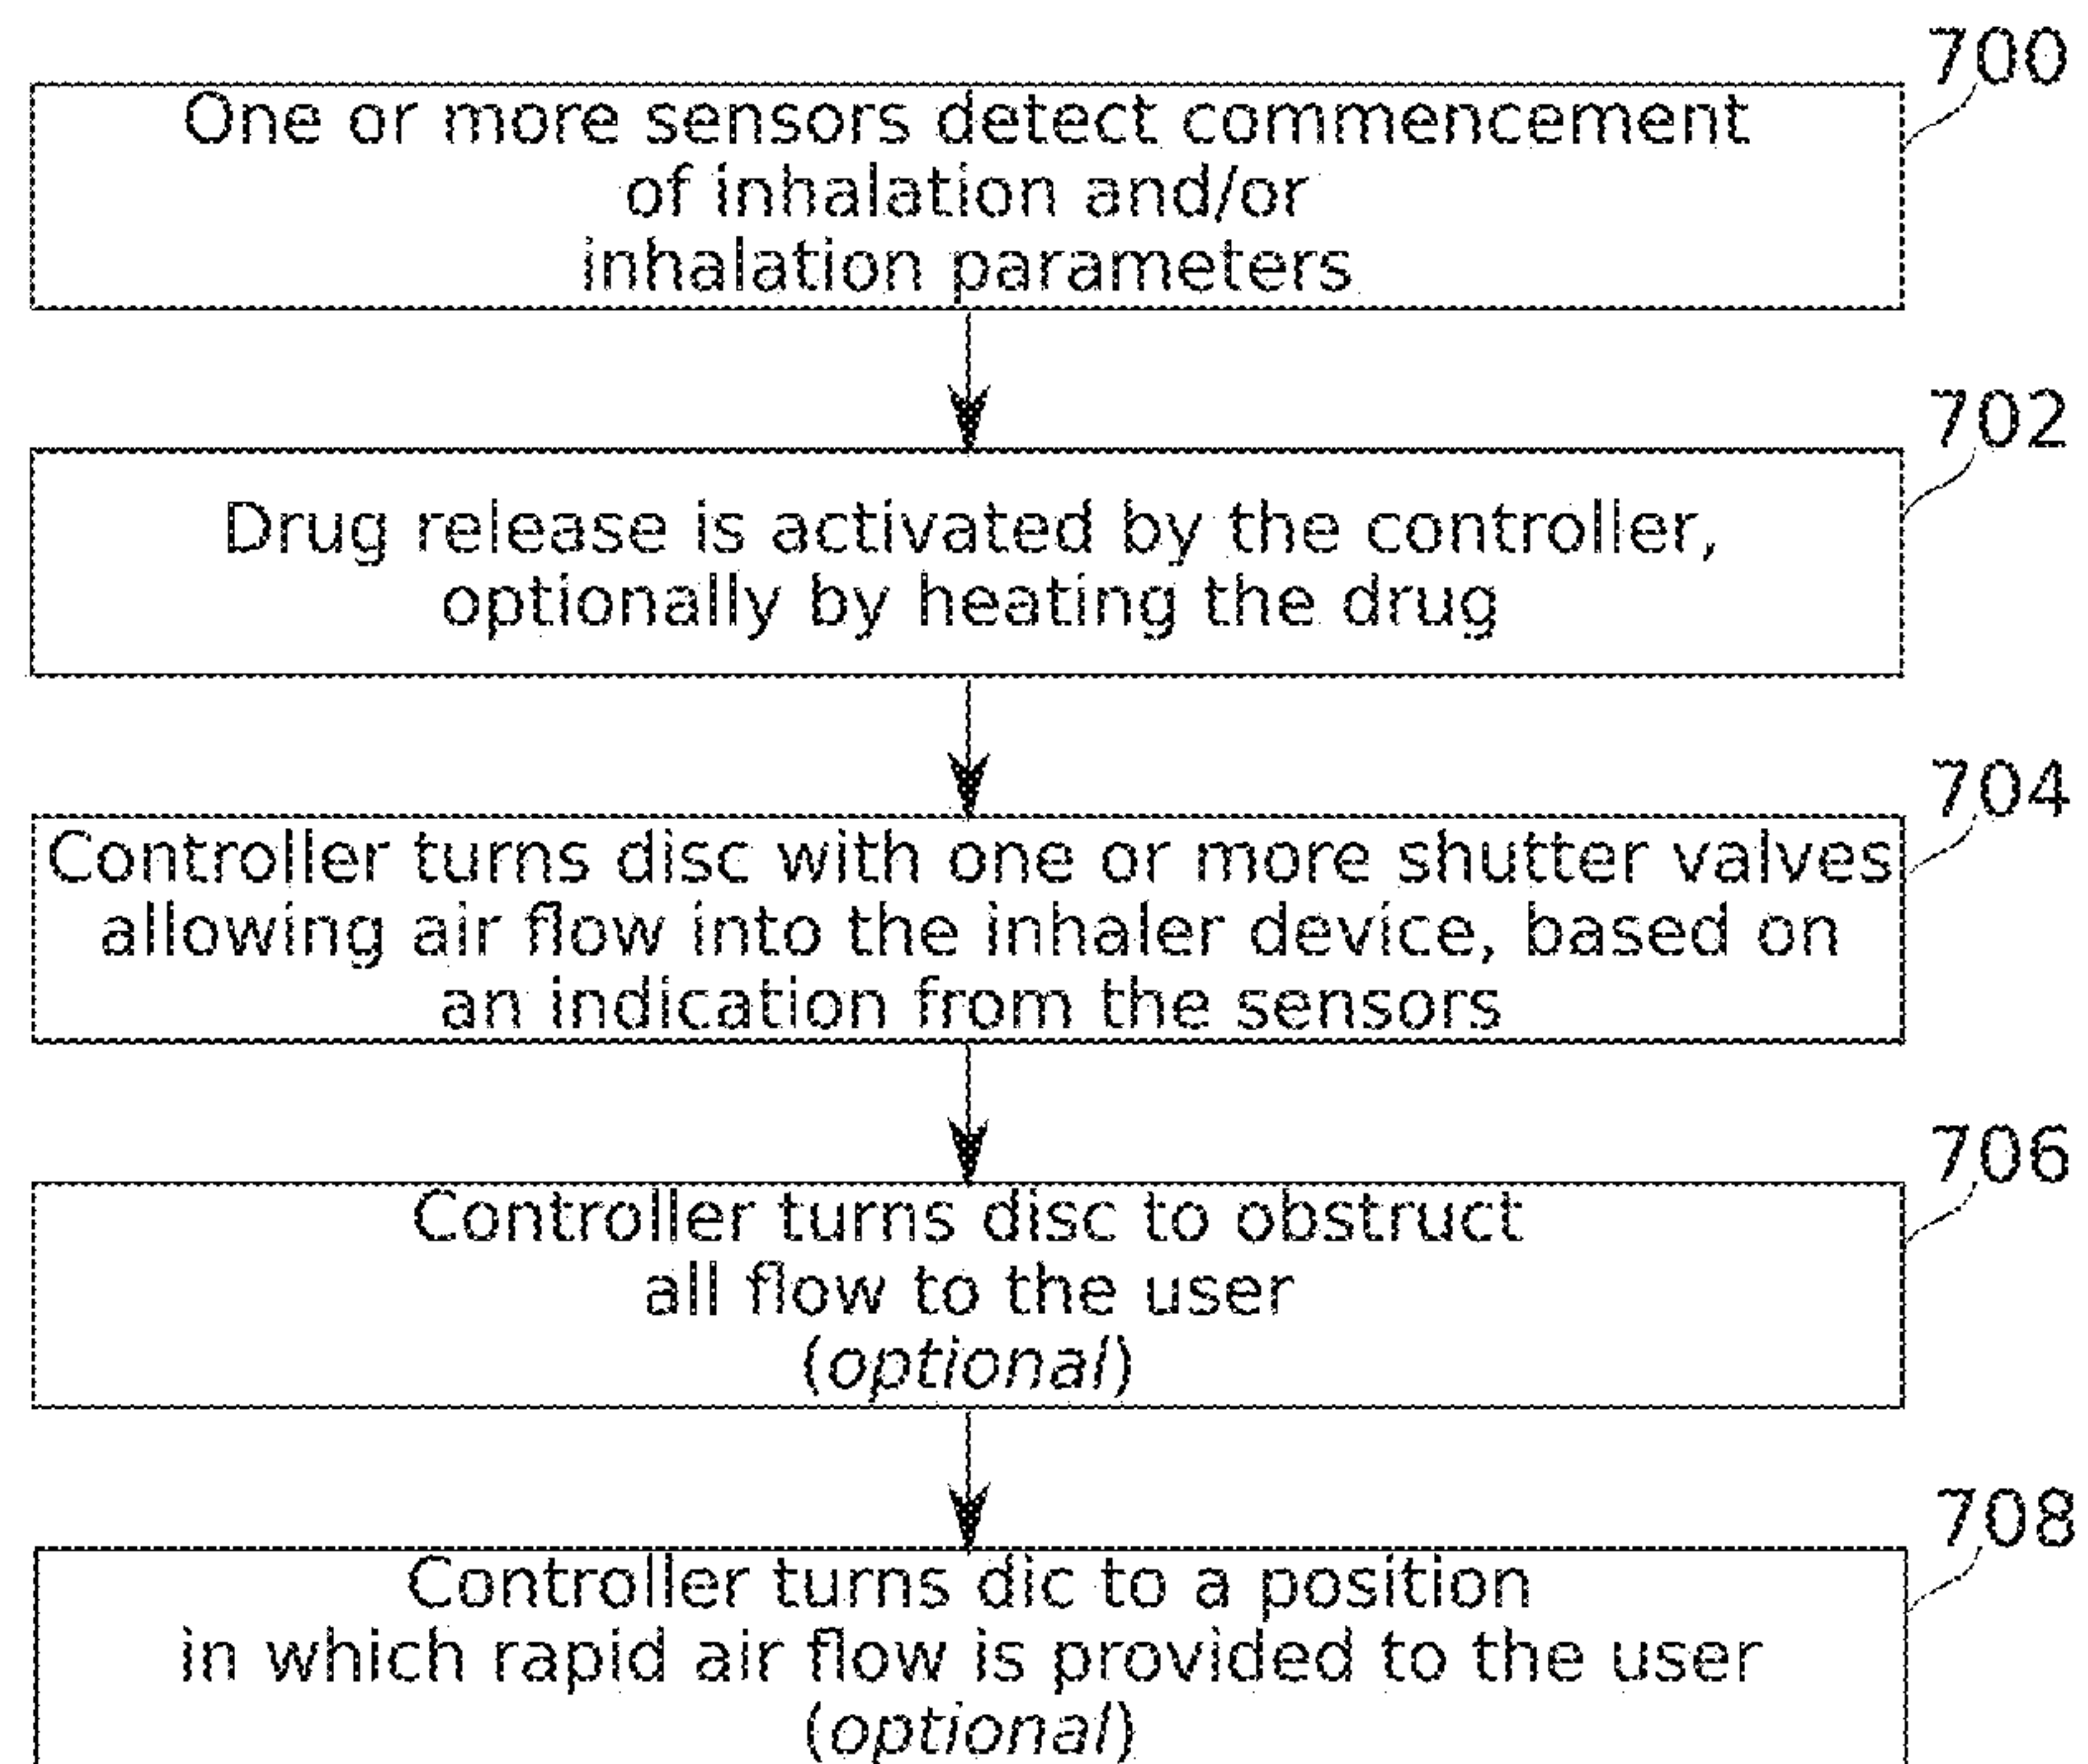 700
One or more sensors detect commencement
of inhalation and/or
inhalation parameters
702
Drug release is activated by the controller,
optionally by heating the drug
704
Controller turns disc with one or more shutter valves
allowing air flow into the inhaler device, based on
an indication from the sensors
706
Controller turns disc to obstruct
all flow to the user
(optional)
708
Controller turns dic to a position
in which rapid air flow is provided to the user
(optional)